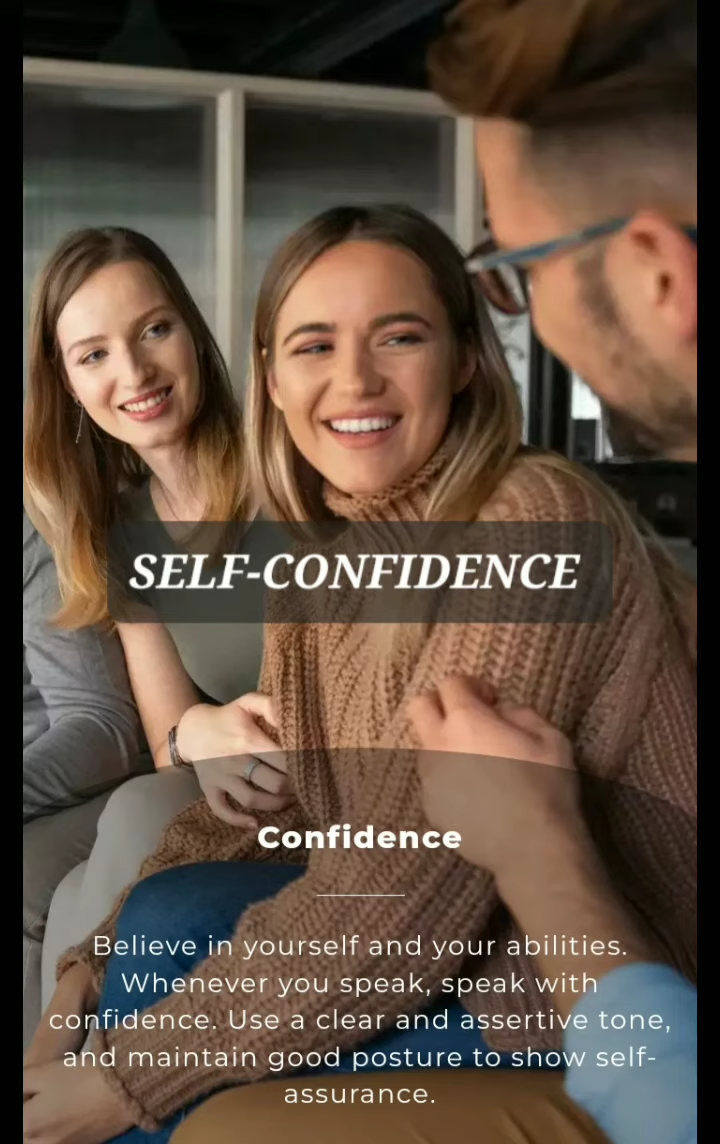 SELF-CONFIDENCE
Confidence
Believe in yourself and your abilities.
Whenever you speak, speak with
confidence. Use a clear and assertive tone,
and maintain good posture to show self-
assurance.